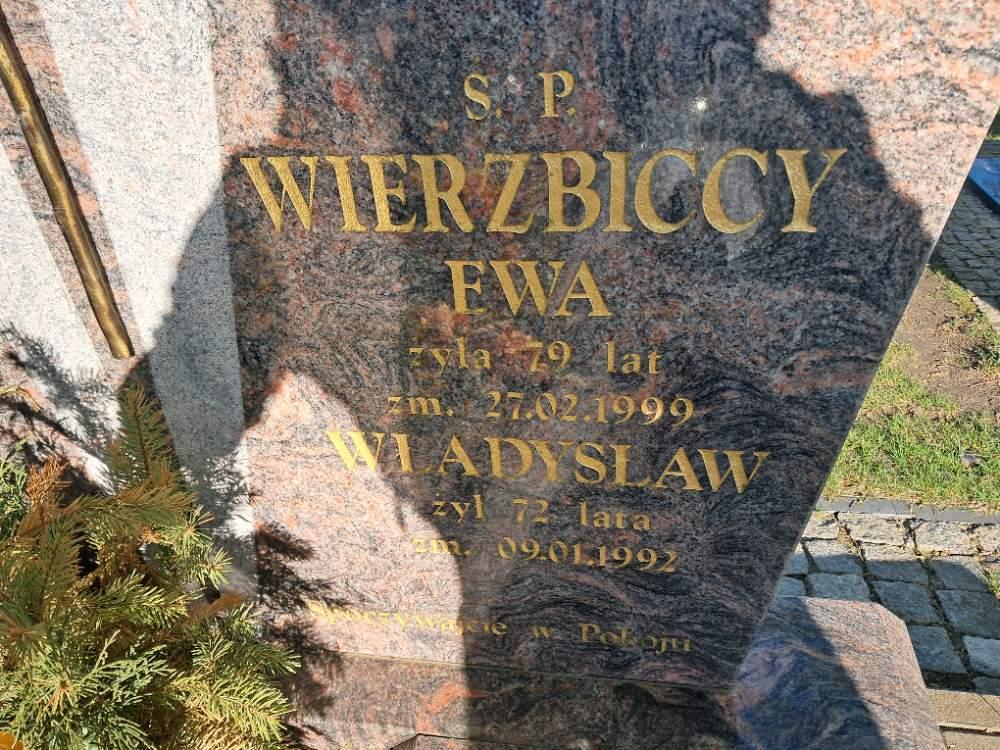 Ś. P.
WIERZBICCY
EWA
żyła 79 lat
zm. 27.02.1999
WŁADYSŁAW
żył 72 lata
zm. 09.01.1992
Spoczywajcie w Pokoju